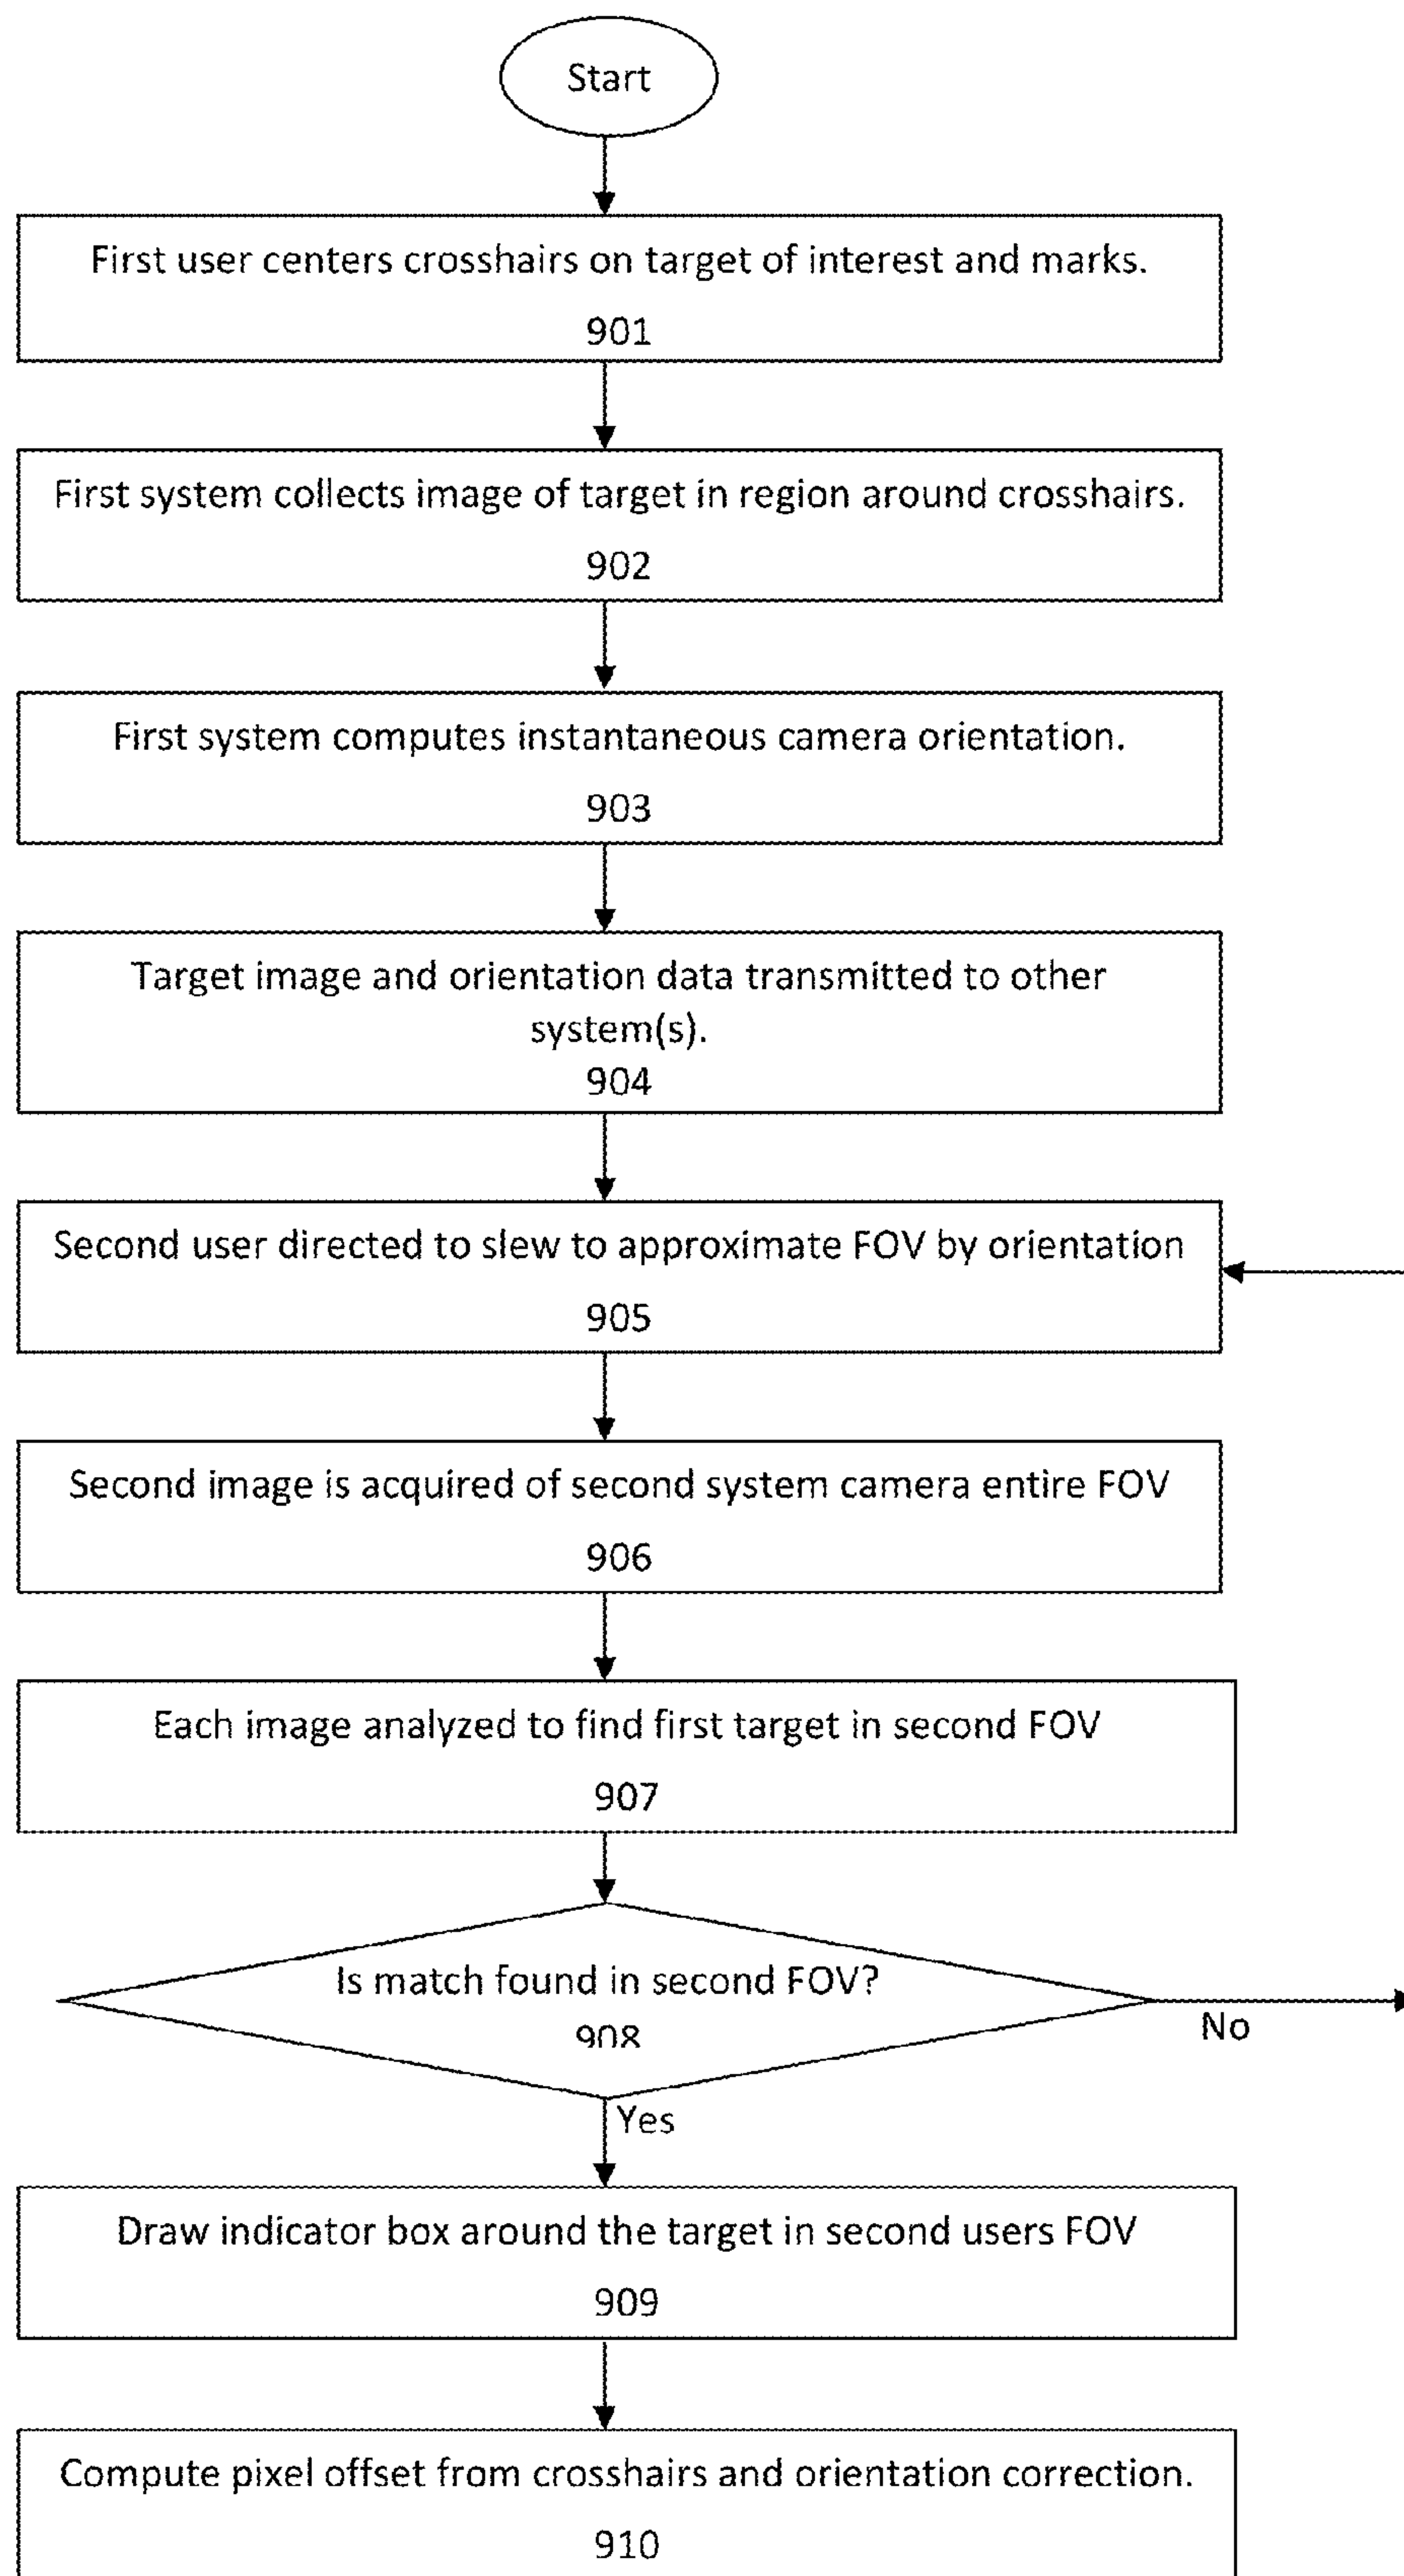 Start
First user centers crosshairs on target of interest and marks.
901
First system collects image of target in region around crosshairs.
902
First system computes instantaneous camera orientation.
903
Target image and orientation data transmitted to other
system(s).
904
Second user directed to slew to approximate FOV by orientation
905
Second image is acquired of second system camera entire FOV
906
Each image analyzed to find first target in second FOV
907
Is match found in second FOV?
908
No
Yes
Draw indicator box around the target in second users FOV
909
Compute pixel offset from crosshairs and orientation correction.
910